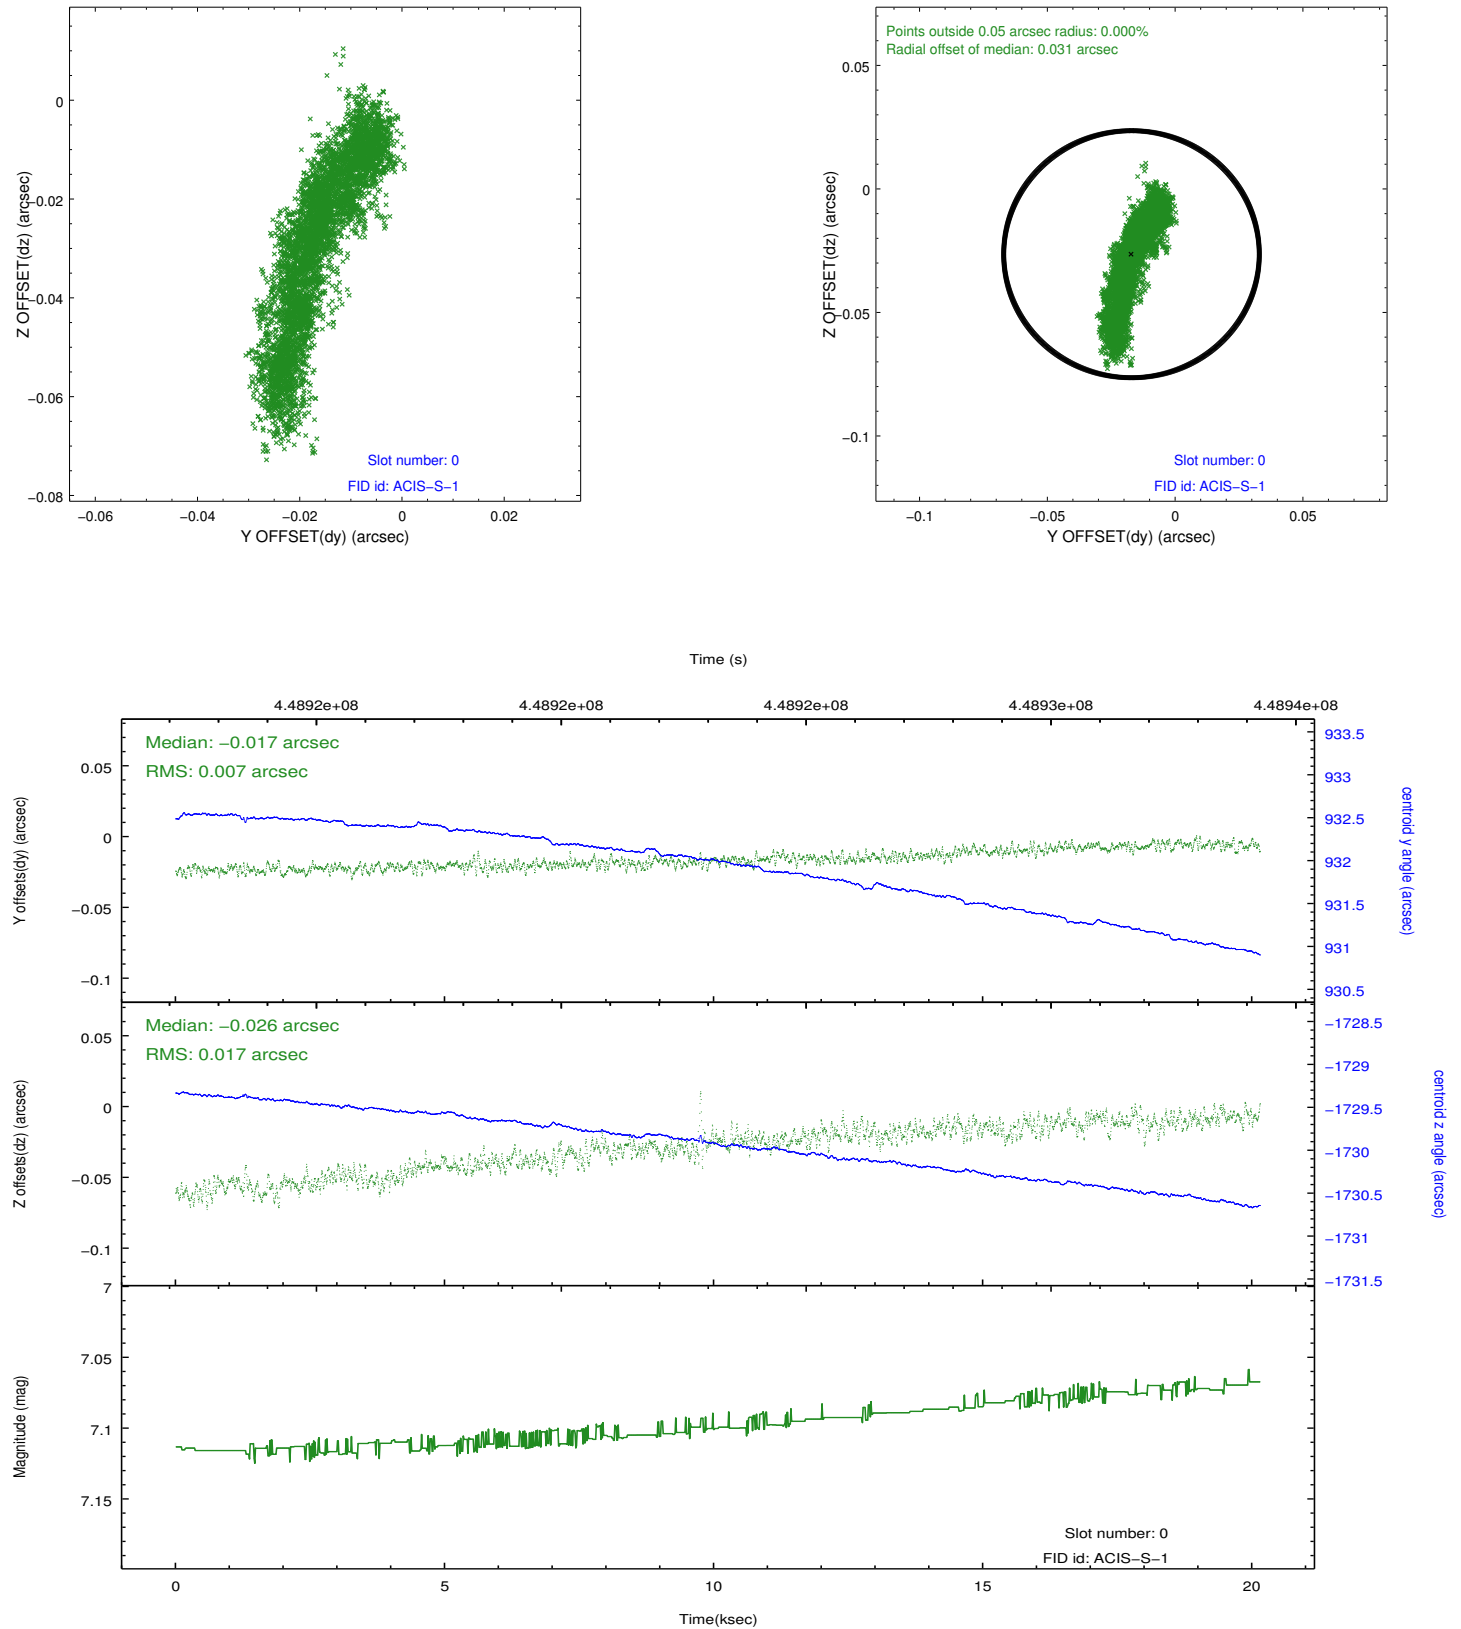 0
−0.02
−0.04
−0.06
−0.08
Z OFFSET(dz) (arcsec)
Slot number: 0
FID id: ACIS−S−1
−0.06 −0.04 −0.02 0 0.02
Y OFFSET(dy) (arcsec)
Points outside 0.05 arcsec radius: 0.000%
Radial offset of median: 0.031 arcsec
0.05
0
−0.05
−0.1
Z OFFSET(dz) (arcsec)
Slot number: 0
FID id: ACIS−S−1
−0.1 −0.05 0 0.05
Y OFFSET(dy) (arcsec)
Time (s)
4.4892e+08 4.4892e+08 4.4892e+08 4.4893e+08 4.4894e+08
Median: −0.017 arcsec
RMS: 0.007 arcsec
0.05
0
−0.05
−0.1
Y offsets(dy) (arcsec)
933.5
933
932.5
932
931.5
931
930.5
centroid y angle (arcsec)
Median: −0.026 arcsec
RMS: 0.017 arcsec
0.05
0
−0.05
−0.1
Z offsets(dz) (arcsec)
−1728.5
−1729
−1729.5
−1730
−1730.5
−1731
−1731.5
centroid z angle (arcsec)
7
7.05
7.1
7.15
Magnitude (mag)
Slot number: 0
FID id: ACIS−S−1
0 5 10 15 20
Time(ksec)